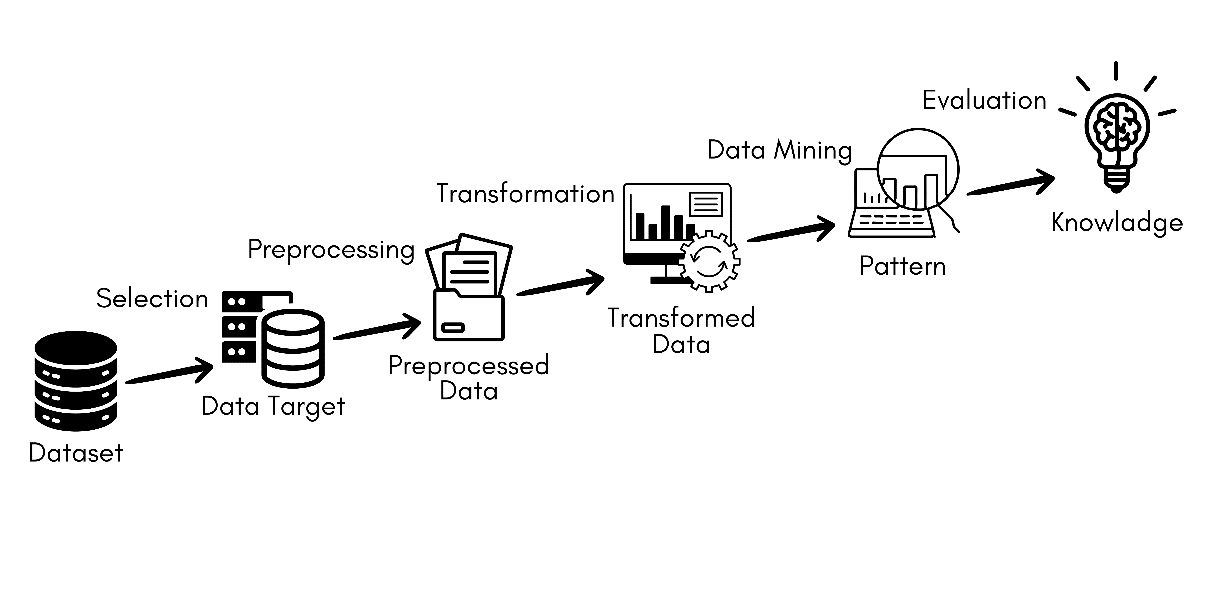 Dataset
Selection
Data Target
Preprocessing
Preprocessed
Data
Transformation
Transformed
Data
Data Mining
Pattern
Evaluation
Knowladge